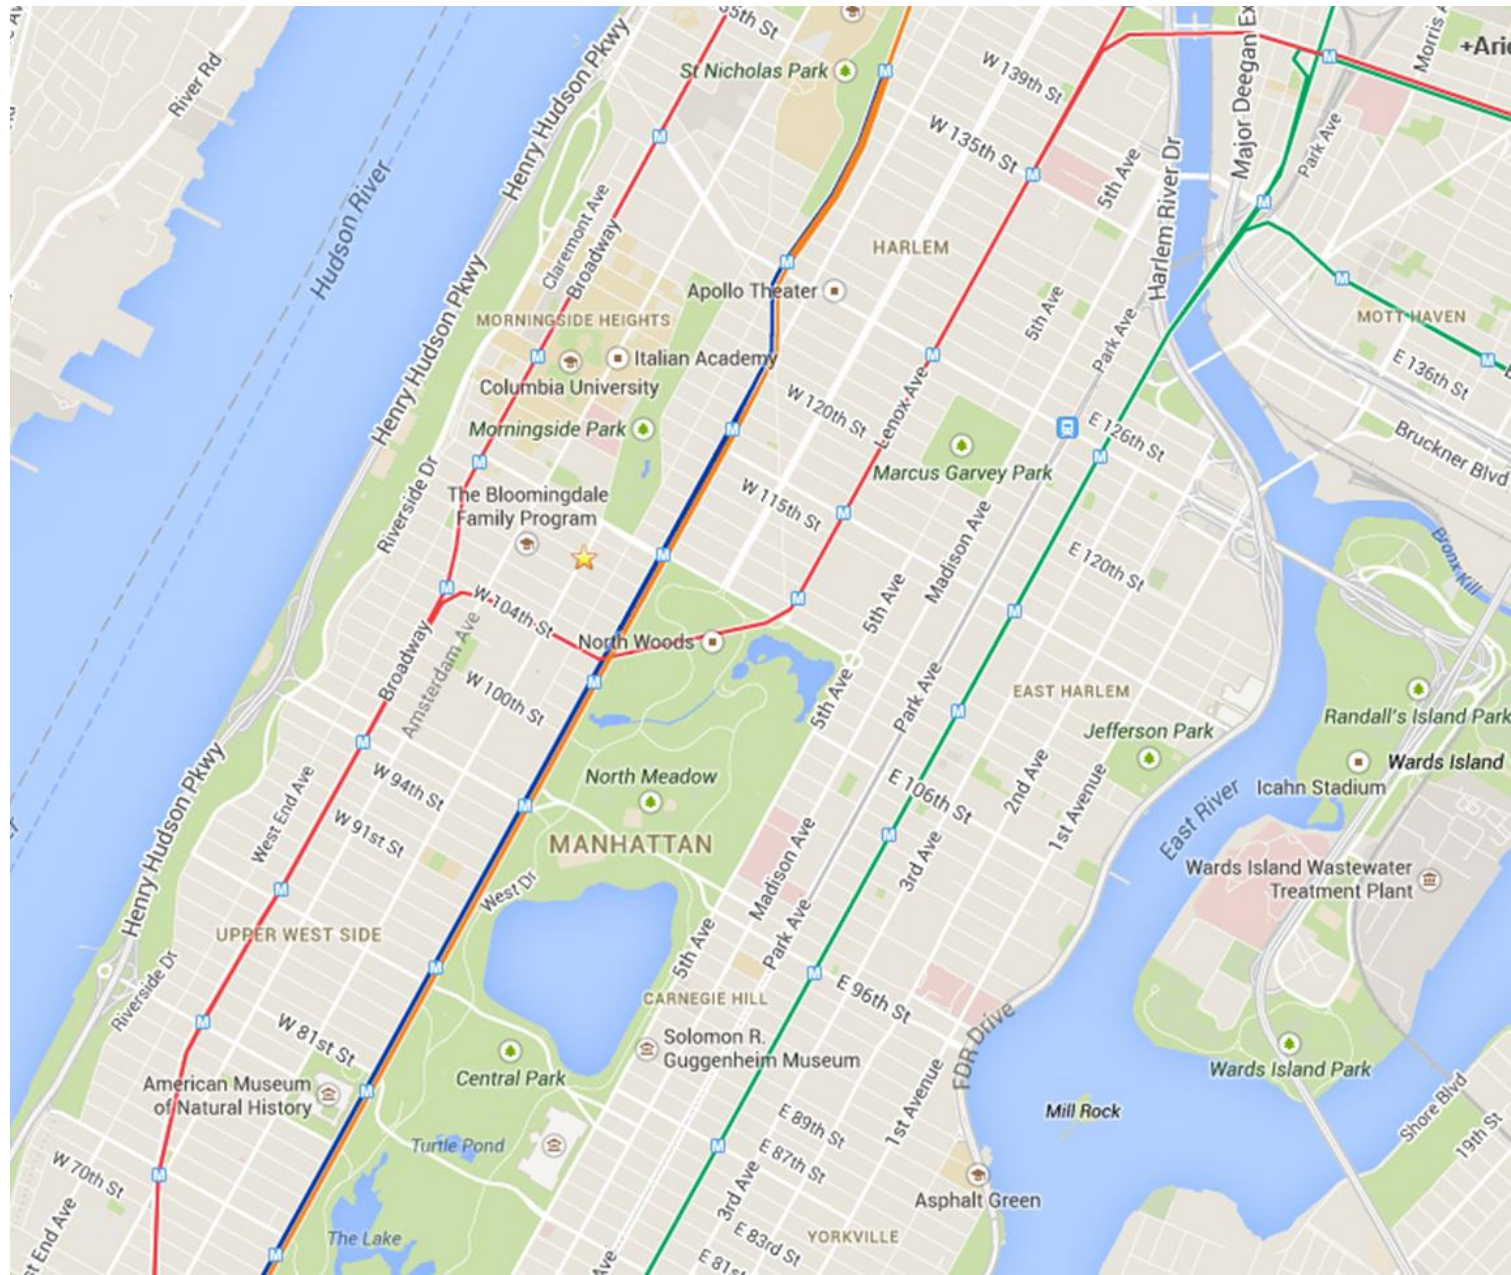 River Rd
Hudson River
Henry Hudson Pkwy
St Nicholas Park
W 139th St
W 135th St
5th Ave
Harlem River Dr
Major Deegan Ex
Park Ave
Morris A
+Arie
M
M
M
M
M
Claremont Ave
Broadway
HARLEM
M
Apollo Theater
M
MOTT HAVEN
E 136th St
M
5th Ave
Park Ave
MORNINGSIDE HEIGHTS
M
Italian Academy
Columbia University
M
Henry Hudson Pkwy
Morningside Park
M
W 120th St
Lenox Ave
Marcus Garvey Park
E 126th St
M
Bruckner Blvd
Riverside Dr
M
The Bloomingdale
Family Program
W 115th St
M
Madison Ave
E 120th St
Bronx Kill
M
M
W 104th St
M
5th Ave
M
Broadway
Amsterdam Ave
North Woods
M
W 100th St
5th Ave
Park Ave
EAST HARLEM
M
Jefferson Park
Randall's Island Park
Wards Island
Icahn Stadium
M
Henry Hudson Pkwy
W 94th St
North Meadow
M
E 106th St
2nd Ave
1st Avenue
West End Ave
W 91st St
MANHATTAN
M
3rd Ave
East River
Wards Island Wastewater
Treatment Plant
M
West Dr
Madison Ave
UPPER WEST SIDE
M
5th Ave
Park Ave
M
E 96th St
Riverside Dr
M
CARNEGIE HILL
W 81st St
Solomon R.
Guggenheim Museum
FDR Drive
Central Park
Wards Island Park
American Museum
of Natural History
M
1st Avenue
Mill Rock
Shore Blvd
19th St
Turtle Pond
M
E 89th St
E 87th St
W 70th St
M
3rd Ave
Asphalt Green
The Lake
E 83rd St
YORKVILLE
st End Ave
M
Ave
E 81st